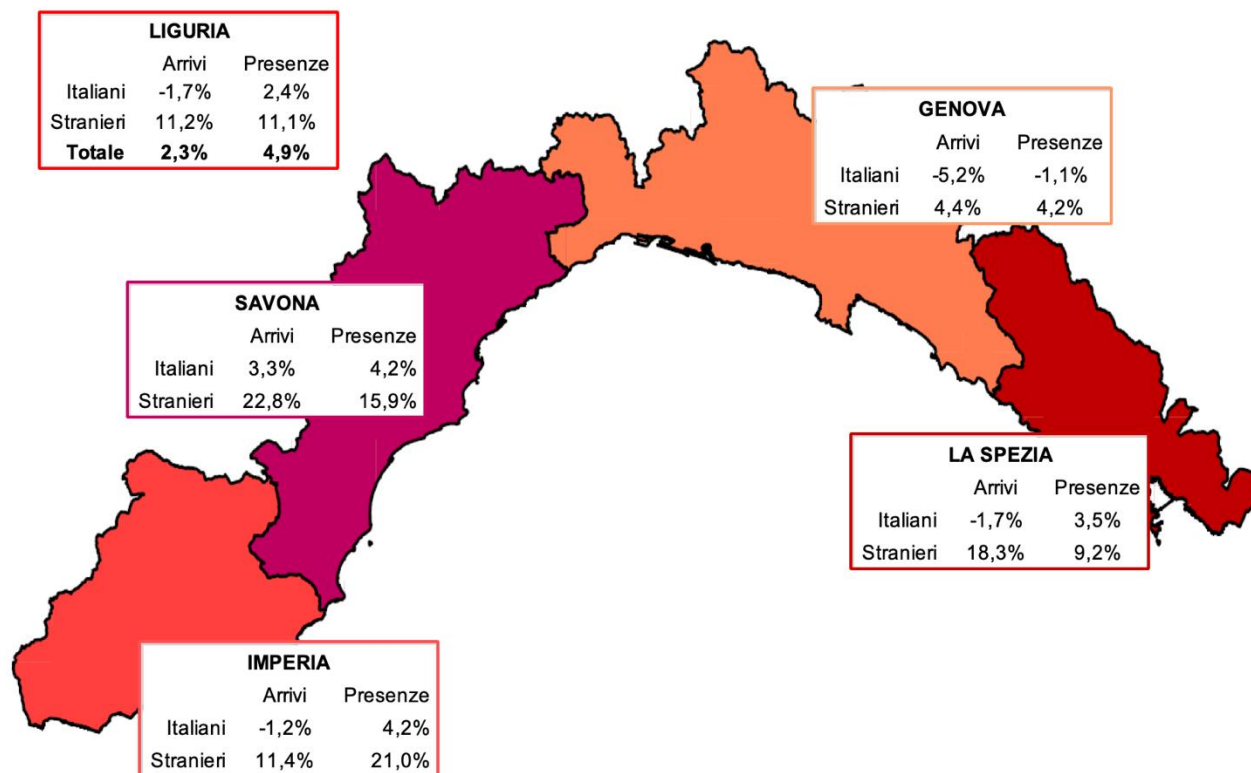 LIGURIA
Arrivi Presenze
Italiani -1,7% 2,4%
Stranieri 11,2% 11,1%
Totale 2,3% 4,9%
GENOVA
Arrivi Presenze
Italiani -5,2% -1,1%
Stranieri 4,4% 4,2%
SAVONA
Arrivi Presenze
Italiani 3,3% 4,2%
Stranieri 22,8% 15,9%
LA SPEZIA
Arrivi Presenze
Italiani -1,7% 3,5%
Stranieri 18,3% 9,2%
IMPERIA
Arrivi Presenze
Italiani -1,2% 4,2%
Stranieri 11,4% 21,0%